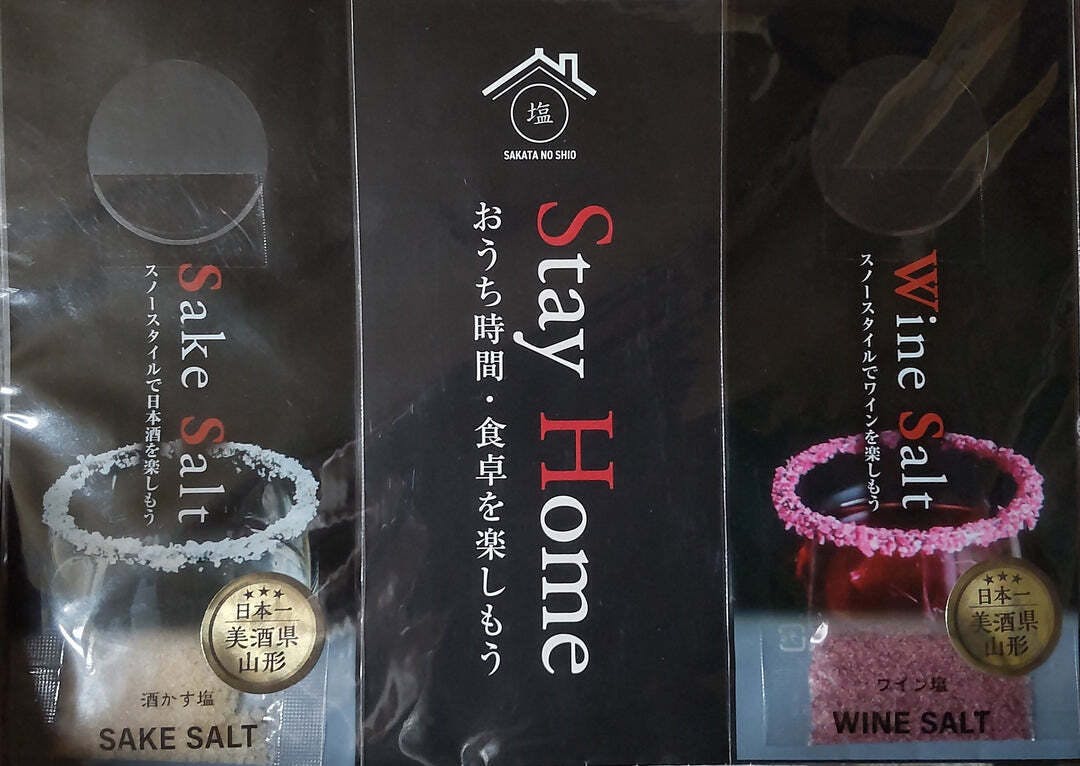 Sake Salt
スノースタイルで日本酒を楽しもう
日本一
美酒県
山形
酒かす塩
SAKE SALT
塩
SAKATA NO SHIO
Stay Home
おうち時間・食卓を楽しもう
Wine Salt
スノースタイルでワインを楽しもう
日本一
美酒県
山形
ワイン塩
WINE SALT